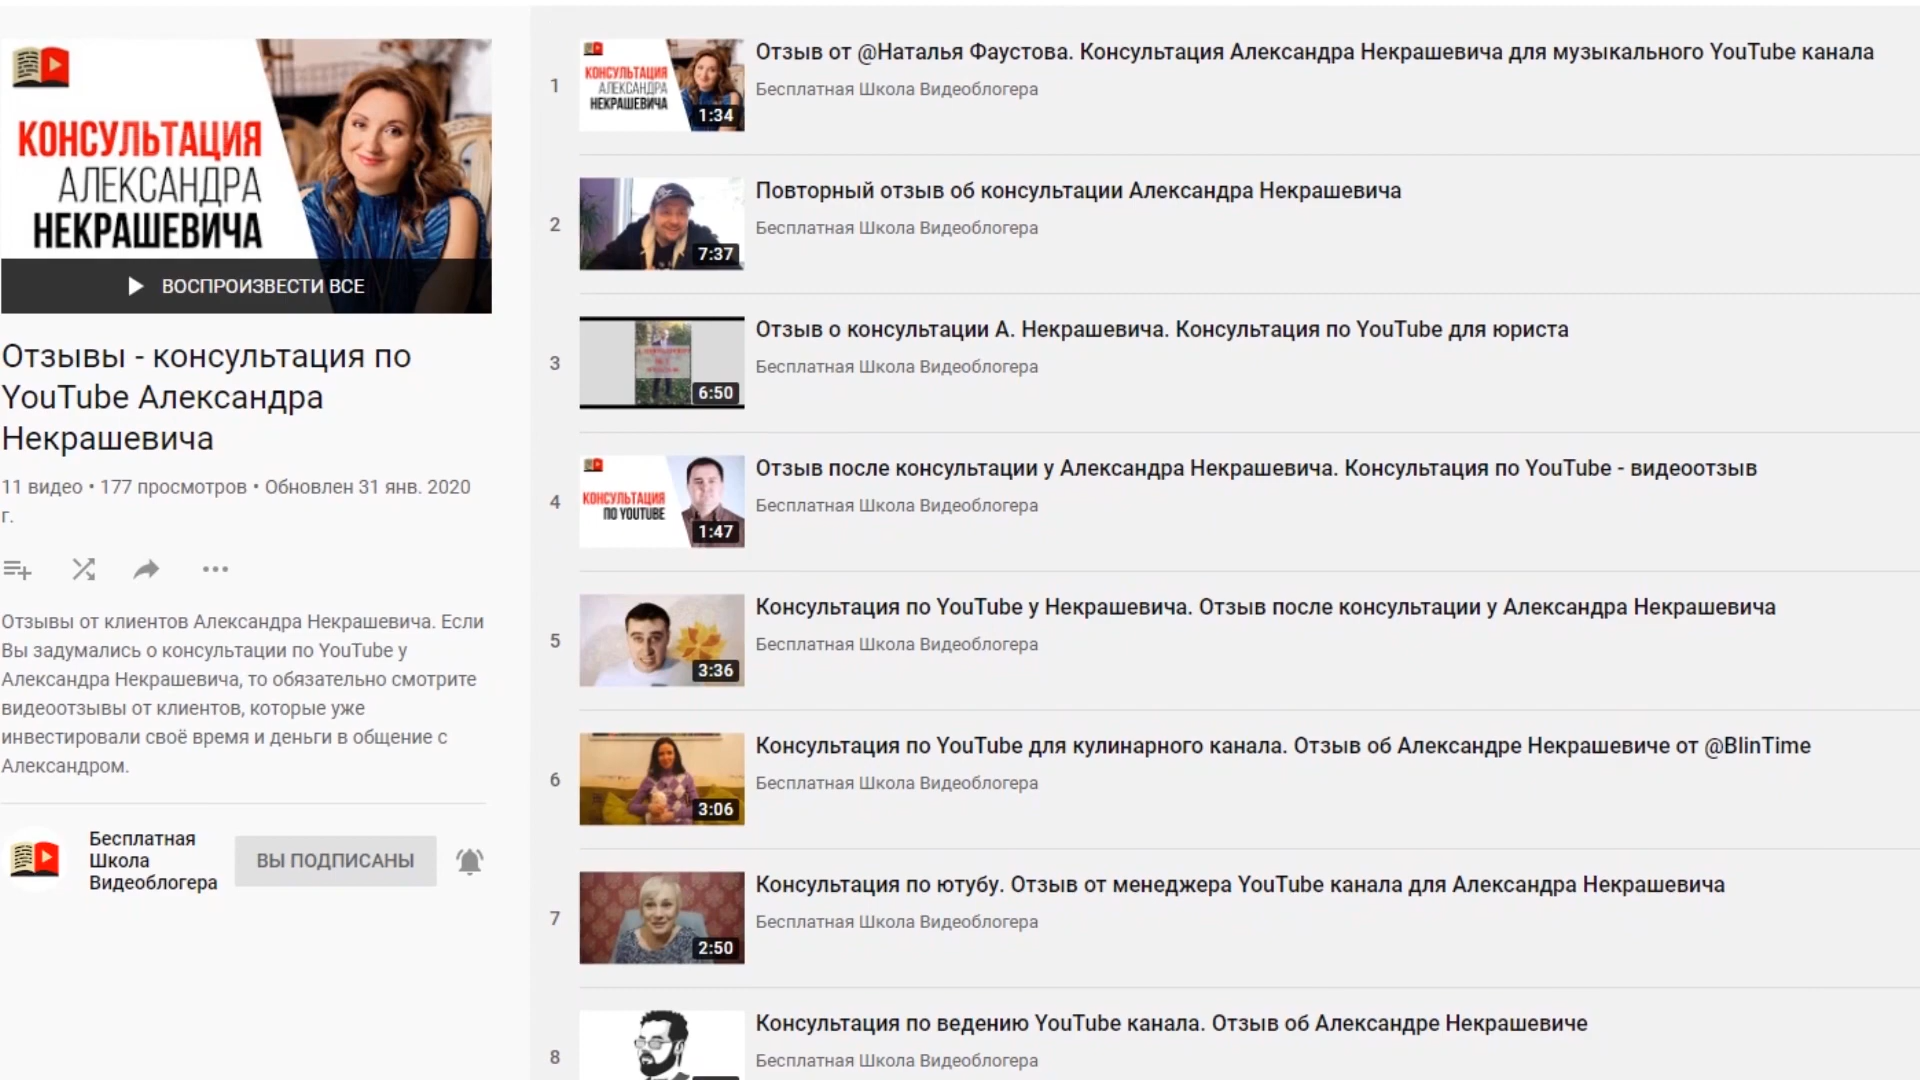 КОНСУЛЬТАЦИЯ
АЛЕКСАНДРА
НЕКРАШЕВИЧА
ВОСПРОИЗВЕСТИ ВСЕ
Отзывы - консультация по
YouTube Александра
Некрашевича
11 видео • 177 просмотров • Обновлен 31 янв. 2020
г.
Отзывы от клиентов Александра Некрашевича. Если
Вы задумались о консультации по YouTube у
Александра Некрашевича, то обязательно смотрите
видеоотзывы от клиентов, которые уже
инвестировали своё время и деньги в общение с
Александром.
Бесплатная
Школа
Видеоблогера
ВЫ ПОДПИСАНЫ
1
КОНСУЛЬТАЦИЯ
АЛЕКСАНДРА
НЕКРАШЕВИЧА
1:34
Отзыв от @Наталья Фаустова. Консультация Александра Некрашевича для музыкального YouTube канала
Бесплатная Школа Видеоблогера
2
7:37
Повторный отзыв об консультации Александра Некрашевича
Бесплатная Школа Видеоблогера
3
6:50
Отзыв о консультации А. Некрашевича. Консультация по YouTube для юриста
Бесплатная Школа Видеоблогера
4
КОНСУЛЬТАЦИЯ
ПО YOUTUBE
1:47
Отзыв после консультации у Александра Некрашевича. Консультация по YouTube - видеоотзыв
Бесплатная Школа Видеоблогера
5
3:36
Консультация по YouTube у Некрашевича. Отзыв после консультации у Александра Некрашевича
Бесплатная Школа Видеоблогера
6
3:06
Консультация по YouTube для кулинарного канала. Отзыв об Александре Некрашевиче от @BlinTime
Бесплатная Школа Видеоблогера
7
2:50
Консультация по ютубу. Отзыв от менеджера YouTube канала для Александра Некрашевича
Бесплатная Школа Видеоблогера
8
Консультация по ведению YouTube канала. Отзыв об Александре Некрашевиче
Бесплатная Школа Видеоблогера